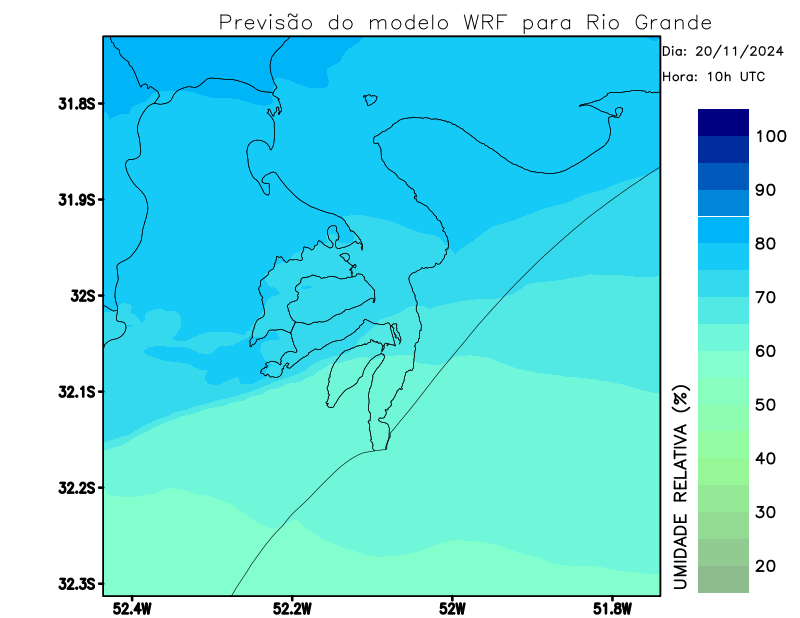 Previsão do modelo WRF para Rio Grande
Dia: 20/11/2024
Hora: 10h UTC
31.8S
31.9S
32S
32.1S
32.2S
32.3S
52.4W
52.2W
52W
51.8W
UMIDADE RELATIVA (%)
100
90
80
70
60
50
40
30
20